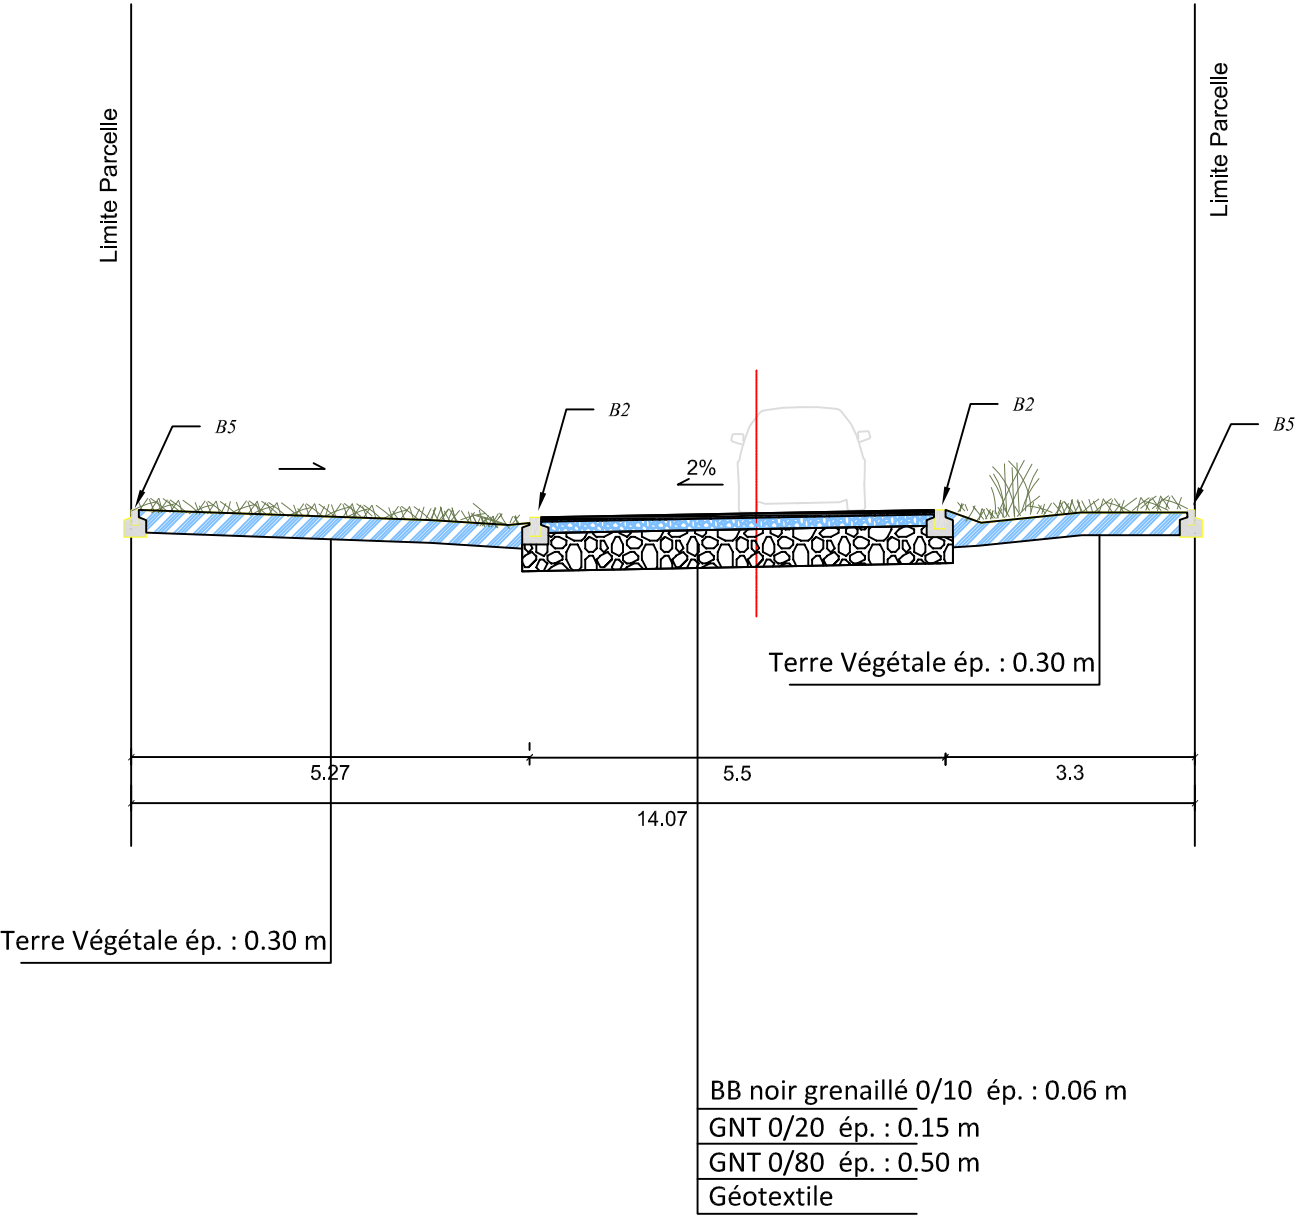 Limite Parcelle
Limite Parcelle
B5
B2
B2
B5
2%
Terre Végétale ép. : 0.30 m
5.27
5.5
3.3
14.07
Terre Végétale ép. : 0.30 m
BB noir grenaillé 0/10 ép. : 0.06 m
GNT 0/20 ép. : 0.15 m
GNT 0/80 ép. : 0.50 m
Géotextile